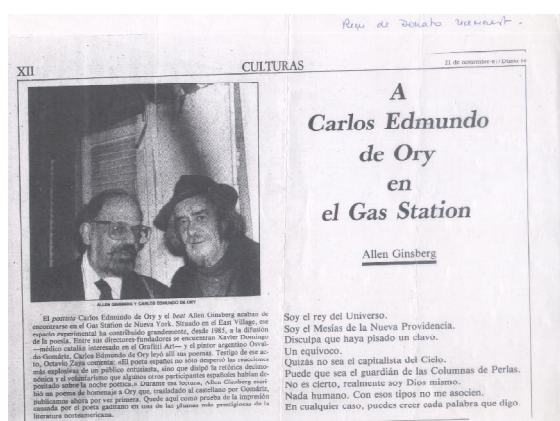 XII
CULTURAS
21 de noviembre
A
Carlos Edmundo
de Ory
en
el Gas Station
Allen Ginsberg
ALLEN GINSBERG Y CARLOS EDMUNDO DE ORY
El postista Carlos Edmundo de Ory y el beat Allen Ginsberg acaban de
encontrarse en el Gas Station de Nueva York. Situado en el East Village, ese
espacio experimental ha contribuido grandemente, desde 1985, a la difusión
de la poesía. Entre sus directores-fundadores se encuentran Xavier Domingo
—médico catalán interesado en el Graffiti Art— y el pintor argentino Osval-
do Gomáriz. Carlos Edmundo de Ory leyó allí sus poemas. Testigo de ese ac-
to, Octavio Zaya comenta: «El poeta español no sólo despertó las reacciones
más explosivas de un público entusiasta, sino que disipó la retórica decimo-
nónica y el voluntarismo que algunos otros participantes españoles habían de-
positado sobre la noche poética.» Durante esa lectura, Allen Ginsberg escri-
bió un poema de homenaje a Ory que, trasladado al castellano por Gomáriz,
publicamos ahora por vez primera. Quede aquí como prueba de la impresión
causada por el poeta gaditano en una de las plumas más prestigiosas de la
literatura norteamericana.
Soy el rey del Universo.
Soy el Mesías de la Nueva Providencia.
Disculpa que haya pisado un clavo.
Un equívoco.
Quizás no sea el capitalista del Cielo.
Puede que sea el guardián de las Columnas de Perlas.
No es cierto, realmente soy Dios mismo.
Nada humano. Con esos tipos no me asocien.
En cualquier caso, puedes creer cada palabra que digo